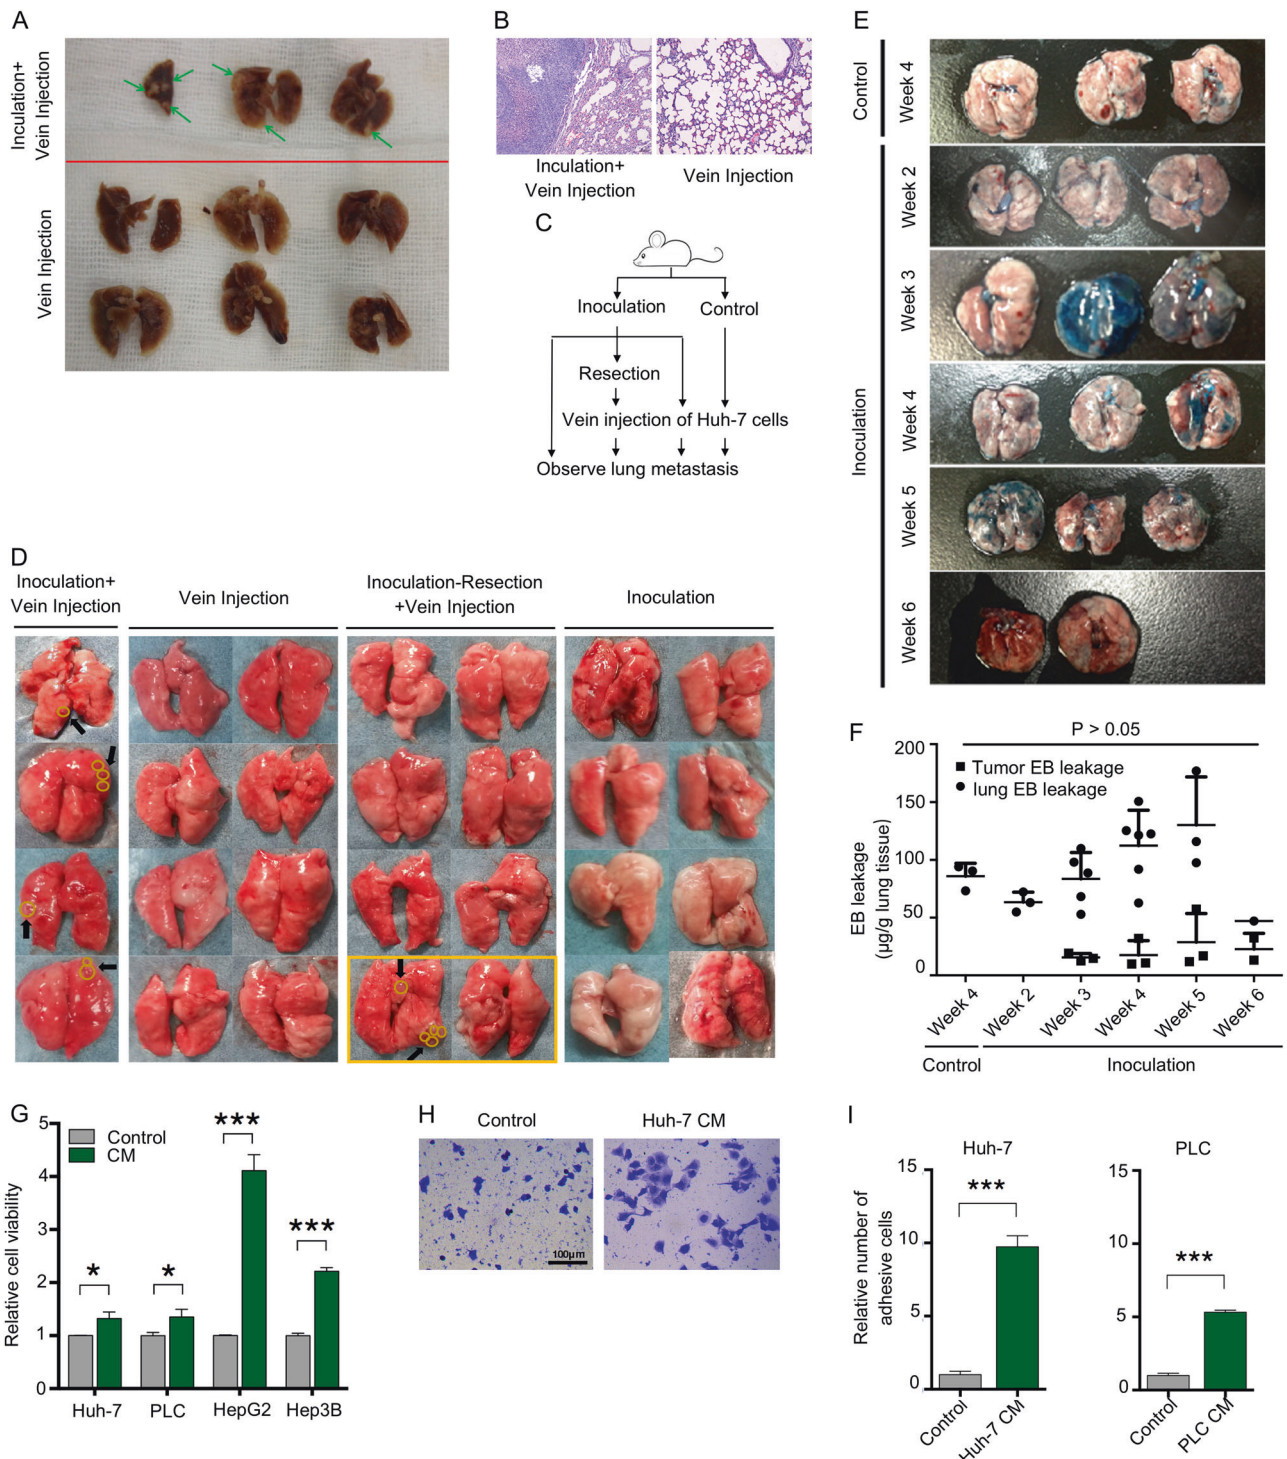 A
Inculation+
Vein Injection
Vein Injection
B
Inculation+
Vein Injection
Vein Injection
C
Inoculation
Control
Resection
Vein injection of Huh-7 cells
Observe lung metastasis
D
Inoculation+
Vein Injection
Vein Injection
Inoculation-Resection
+Vein Injection
Inoculation
E
Control
Week 4
Inoculation
Week 2
Week 3
Week 4
Week 5
Week 6
F
P > 0.05
Tumor EB leakage
lung EB leakage
EB leakage
(µg/g lung tissue)
200
150
100
50
0
Week 4
Week 2
Week 3
Week 4
Week 5
Week 6
Control
Inoculation
G
Control
CM
Relative cell viability
5
4
3
2
1
0
*
*
***
***
Huh-7
PLC
HepG2
Hep3B
H
Control
Huh-7 CM
100µm
I
Huh-7
PLC
Relative number of
adhesive cells
15
10
5
0
***
Control
Huh-7 CM
15
10
5
0
***
Control
PLC CM